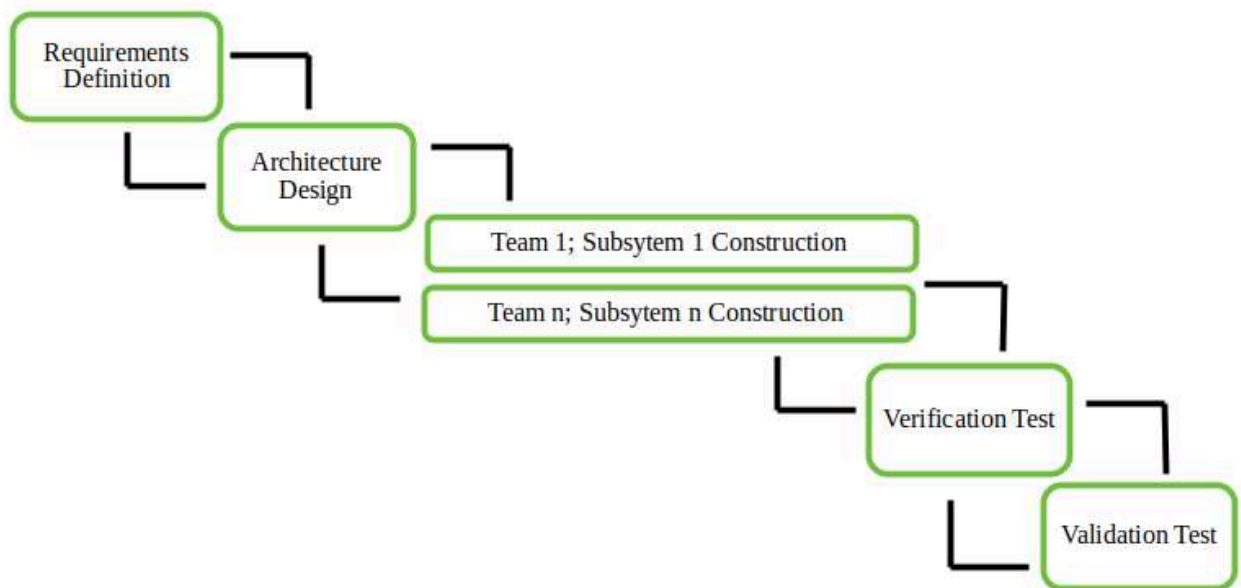 Requirements
Definition
Architecture
Design
Team 1; Subsytem 1 Construction
Team n; Subsytem n Construction
Verification Test
Validation Test